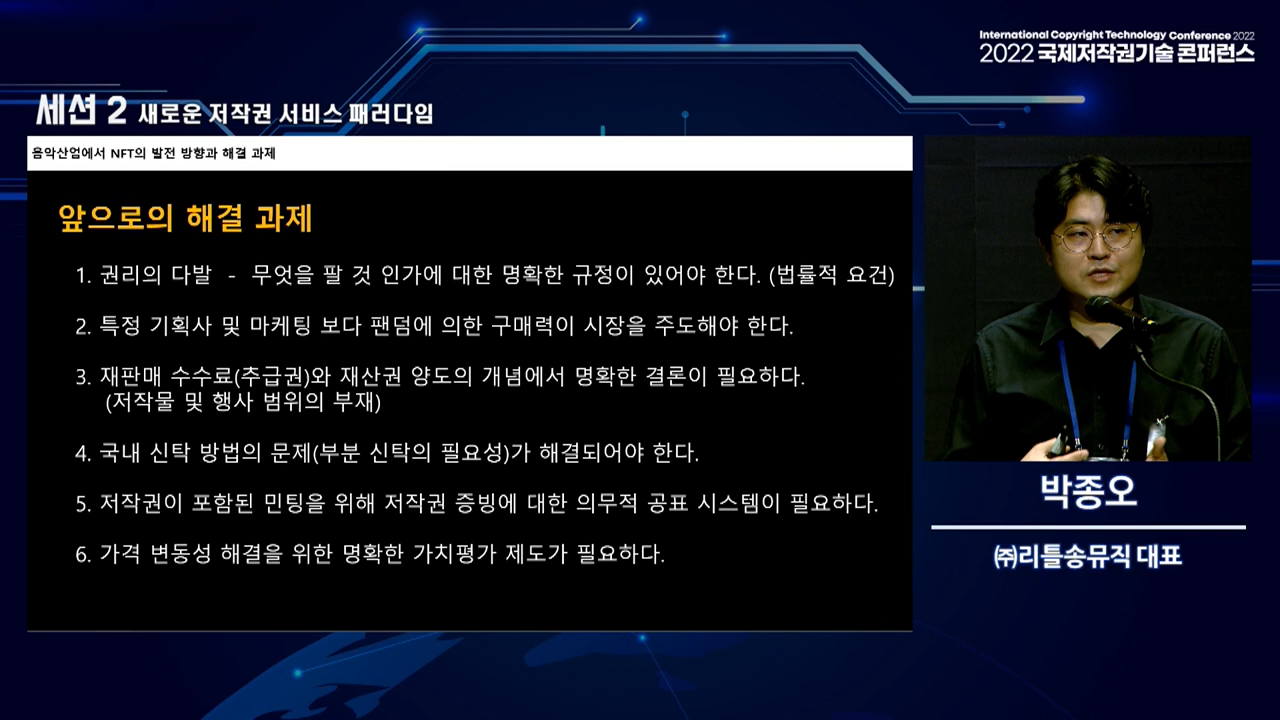 International Copyright Technology Conference 2022
2022 국제저작권기술 콘퍼런스
세션 2 새로운 저작권 서비스 패러다임
음악산업에서 NFT의 발전 방향과 해결 과제
앞으로의 해결 과제
1. 권리의 다발 - 무엇을 팔 것 인가에 대한 명확한 규정이 있어야 한다. (법률적 요건)
2. 특정 기획사 및 마케팅 보다 팬덤에 의한 구매력이 시장을 주도해야 한다.
3. 재판매 수수료(추급권)와 재산권 양도의 개념에서 명확한 결론이 필요하다.
(저작물 및 행사 범위의 부재)
4. 국내 신탁 방법의 문제(부분 신탁의 필요성)가 해결되어야 한다.
5. 저작권이 포함된 민팅을 위해 저작권 증빙에 대한 의무적 공표 시스템이 필요하다.
6. 가격 변동성 해결을 위한 명확한 가치평가 제도가 필요하다.
박종오
㈜리틀송뮤직 대표